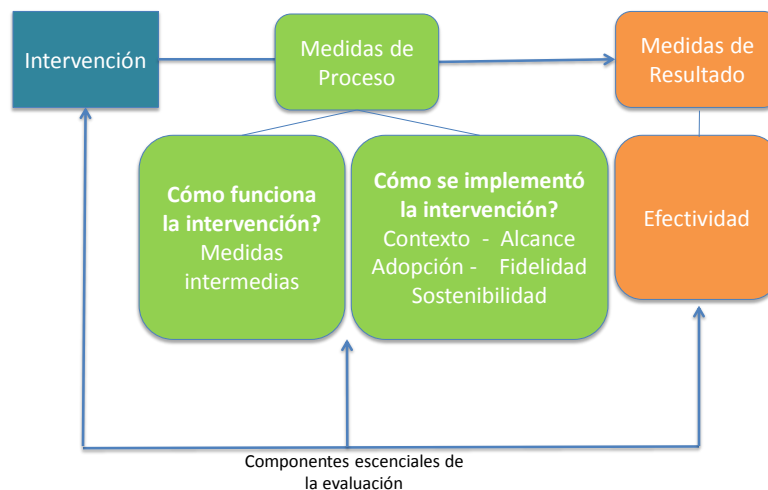 Intervención
Medidas de
Proceso
Medidas de
Resultado
Cómo funciona
la intervención?
Medidas
intermedias
Cómo se implementó
la intervención?
Contexto - Alcance
Adopción - Fidelidad
Sostenibilidad
Efectividad
Componentes escenciales de
la evaluación